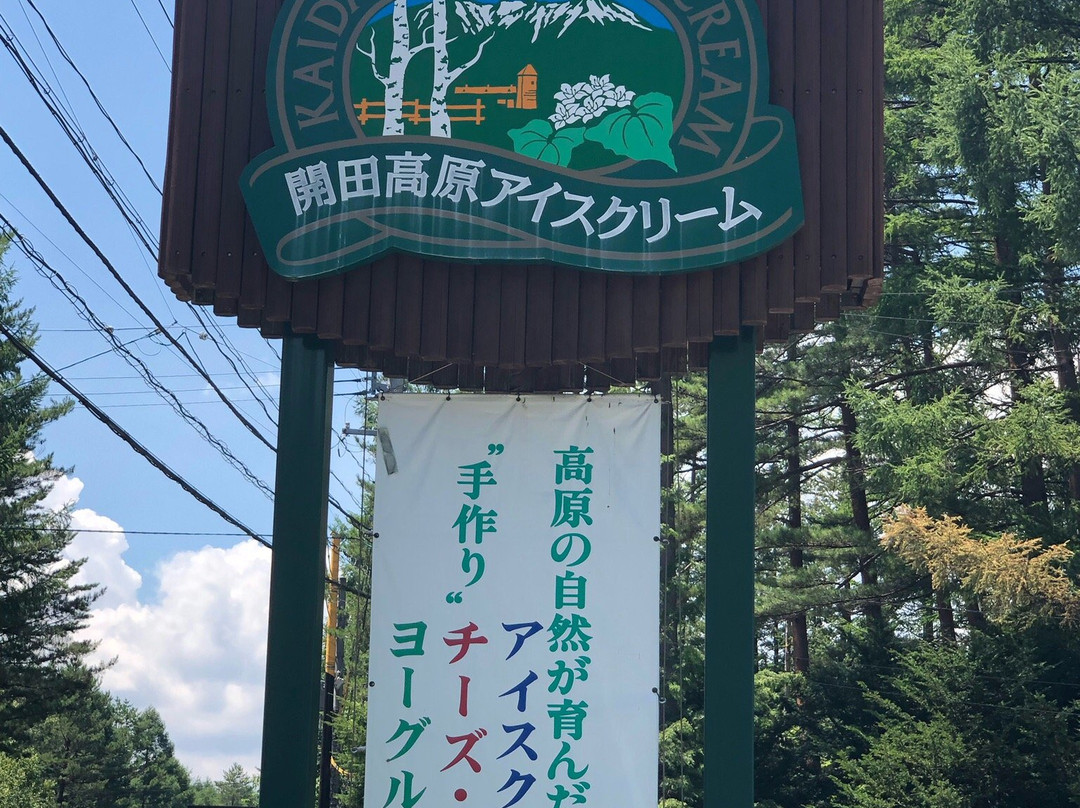 KAIDA CREAM
開田高原アイスクリーム
高原の自然が育んだ
”手作り“
アイスク
チーズ・
ヨーグル